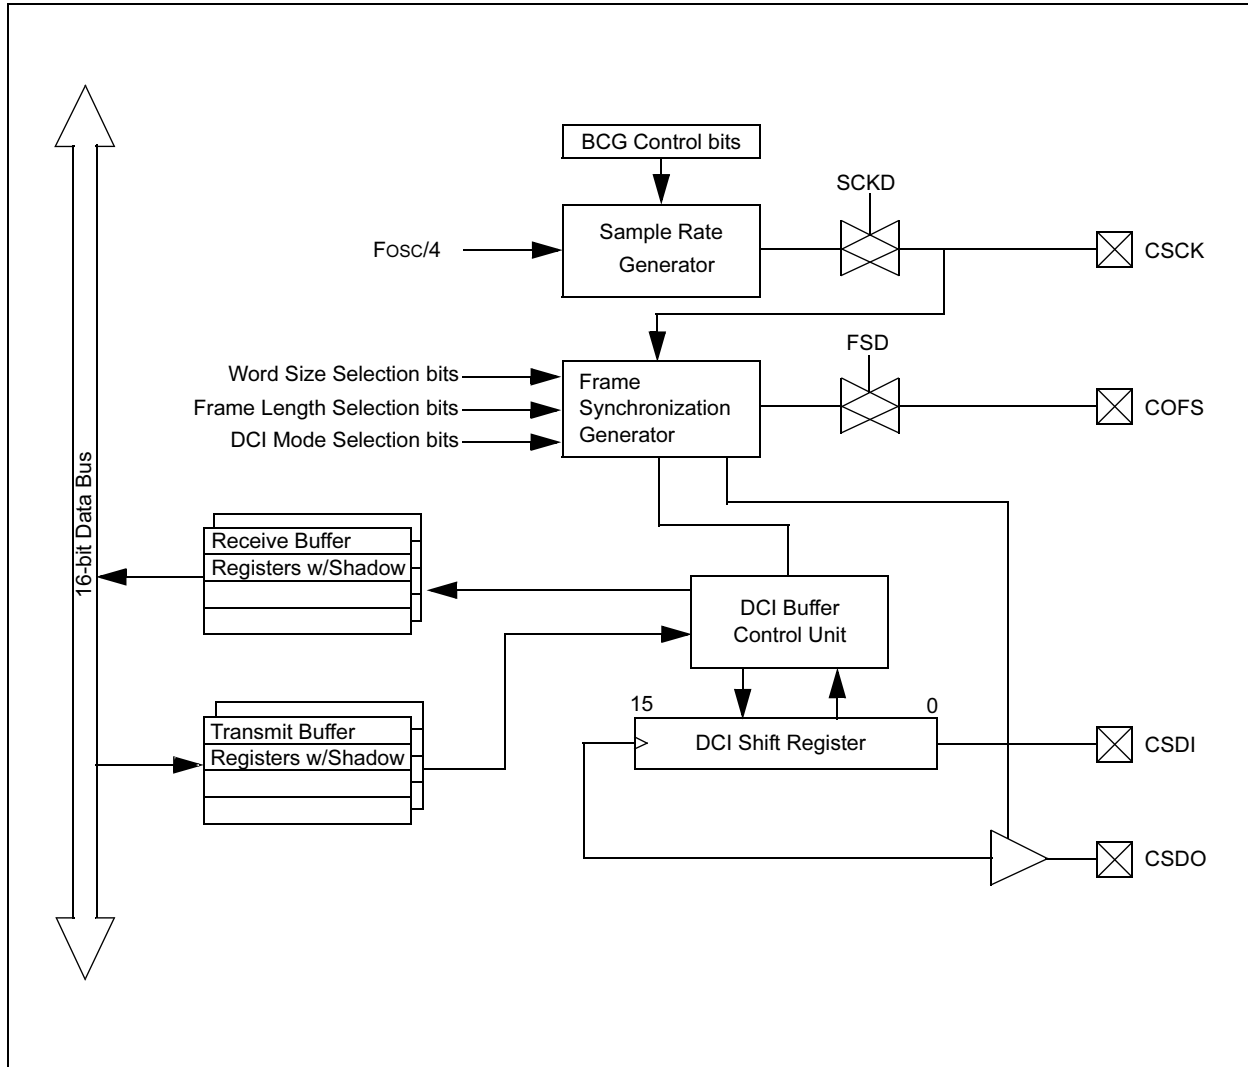 BCG Control bits
SCKD
Sample Rate
Generator
FOSC/4
CSCK
FSD
Word Size Selection bits
Frame Length Selection bits
DCI Mode Selection bits
Frame
Synchronization
Generator
COFS
16-bit Data Bus
Receive Buffer
Registers w/Shadow
DCI Buffer
Control Unit
15
0
Transmit Buffer
Registers w/Shadow
DCI Shift Register
CSDI
CSDO